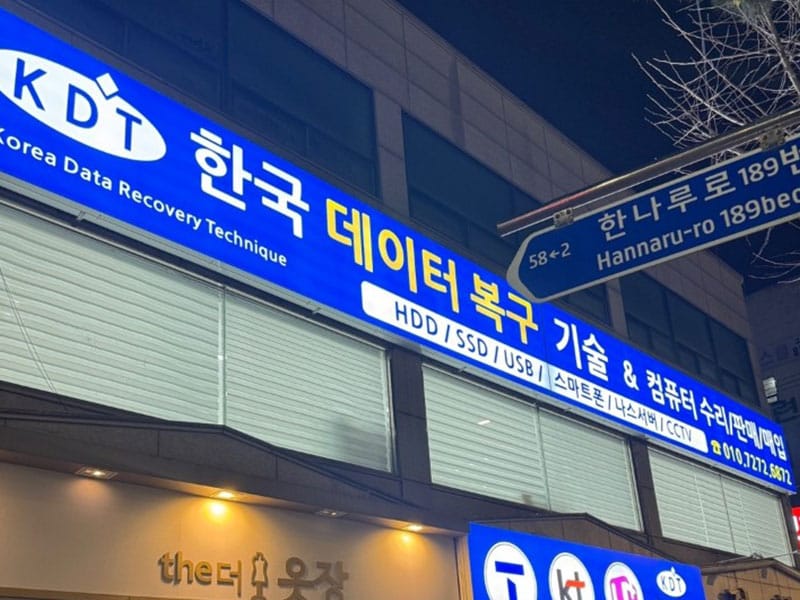 KDT
Korea Data Recovery Technique
한국 데이터 복구 기술 & 컴퓨터 수리/판매/매입
HDD / SSD / USB / 스마트폰 / 나스서버 / CCTV
☎010.7272.5872
한나루로 189번
Hannaru-ro 189beo
58←2
the더 옷장
T
kt
KDT